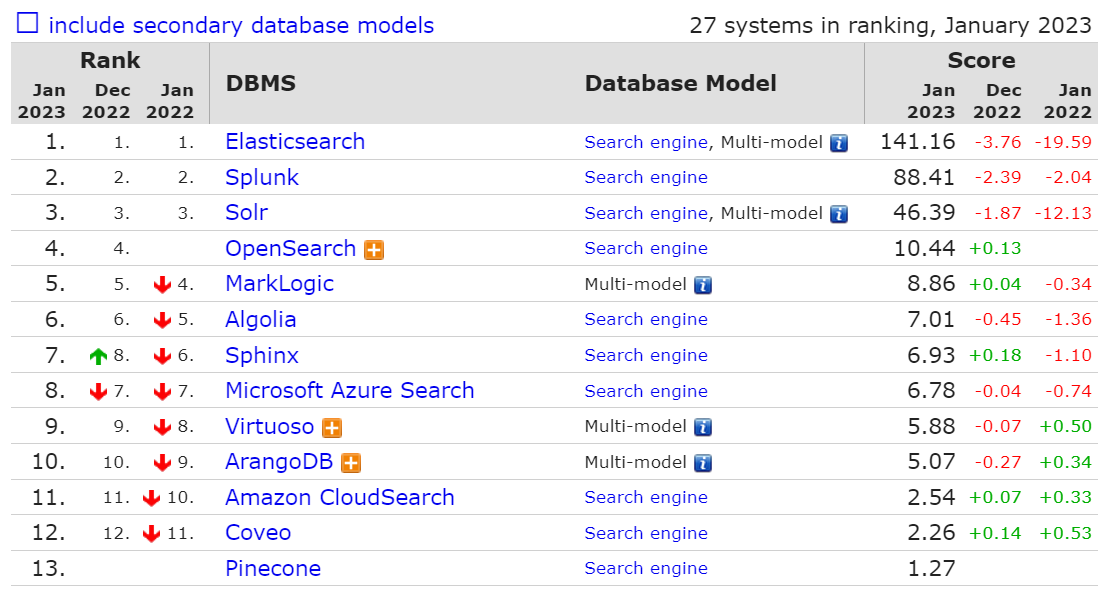 include secondary database models 27 systems in ranking, January 2023
Rank DBMS Database Model Score
Jan 2023 Dec 2022 Jan 2022 Jan 2023 Dec 2022 Jan 2022
1. 1. 1. Elasticsearch Search engine, Multi-model i 141.16 -3.76 -19.59
2. 2. 2. Splunk Search engine 88.41 -2.39 -2.04
3. 3. 3. Solr Search engine, Multi-model i 46.39 -1.87 -12.13
4. 4. OpenSearch + Search engine 10.44 +0.13
5. 5. 4. MarkLogic Multi-model i 8.86 +0.04 -0.34
6. 6. 5. Algolia Search engine 7.01 -0.45 -1.36
7. 8. 6. Sphinx Search engine 6.93 +0.18 -1.10
8. 7. 7. Microsoft Azure Search Search engine 6.78 -0.04 -0.74
9. 9. 8. Virtuoso + Multi-model i 5.88 -0.07 +0.50
10. 10. 9. ArangoDB + Multi-model i 5.07 -0.27 +0.34
11. 11. 10. Amazon CloudSearch Search engine 2.54 +0.07 +0.33
12. 12. 11. Coveo Search engine 2.26 +0.14 +0.53
13. Pinecone Search engine 1.27